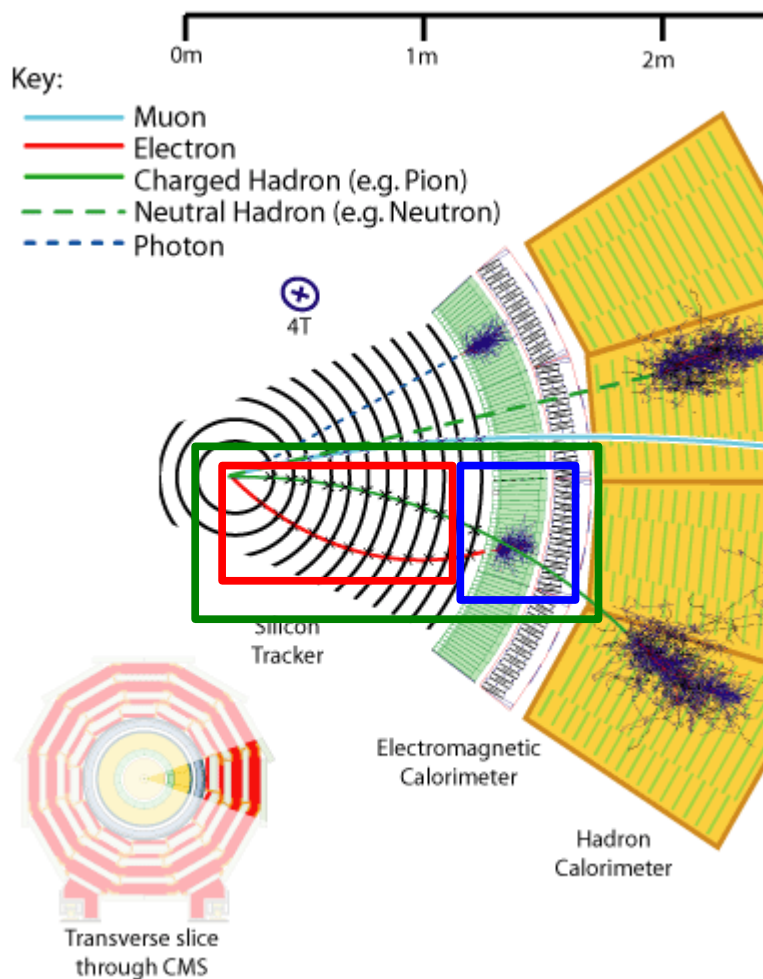 0m 1m 2m
Key:
Muon
Electron
Charged Hadron (e.g. Pion)
Neutral Hadron (e.g. Neutron)
Photon
4T
Silicon
Tracker
Electromagnetic
Calorimeter
Hadron
Calorimeter
Transverse slice
through CMS